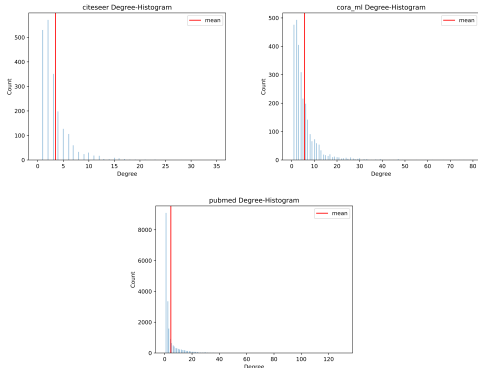 citeseer Degree-Histogram
mean
600
500
400
300
200
100
0
Count
0 5 10 15 20 25 30 35
Degree
cora_ml Degree-Histogram
mean
500
400
300
200
100
0
Count
0 10 20 30 40 50 60 70 80
Degree
pubmed Degree-Histogram
mean
8000
6000
4000
2000
0
Count
0 20 40 60 80 100 120
Degree